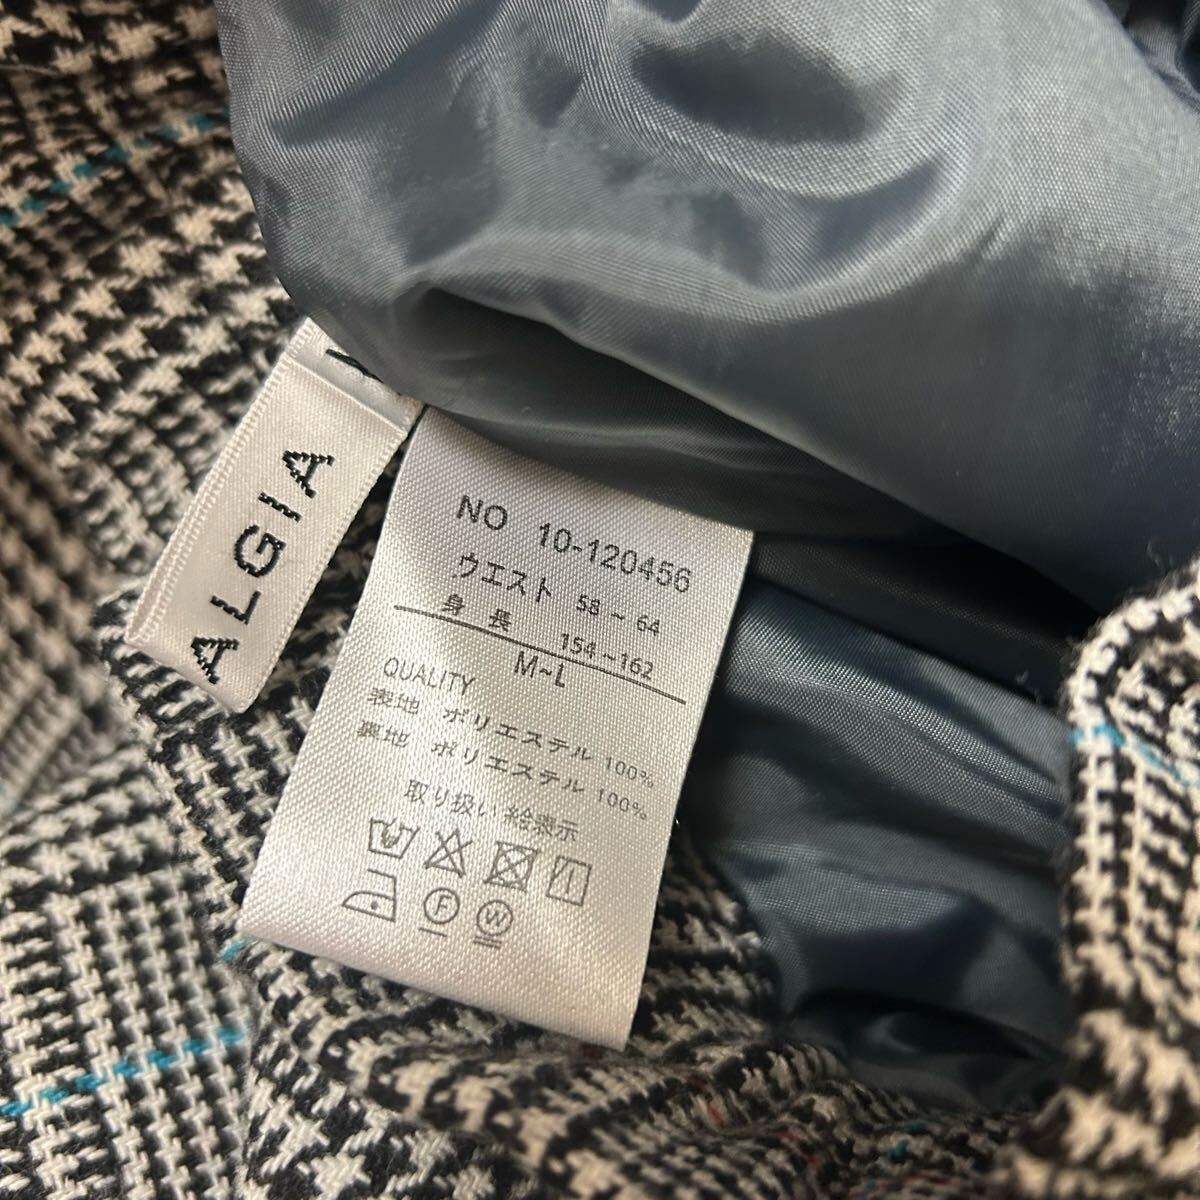 ALGIA
NO 10-120456
ウエスト 58 ~ 64
身 長 154~162
M~L
QUALITY
表地 ポリエステル 100%
裏地 ポリエステル 100%
取り扱い絵表示
F
W